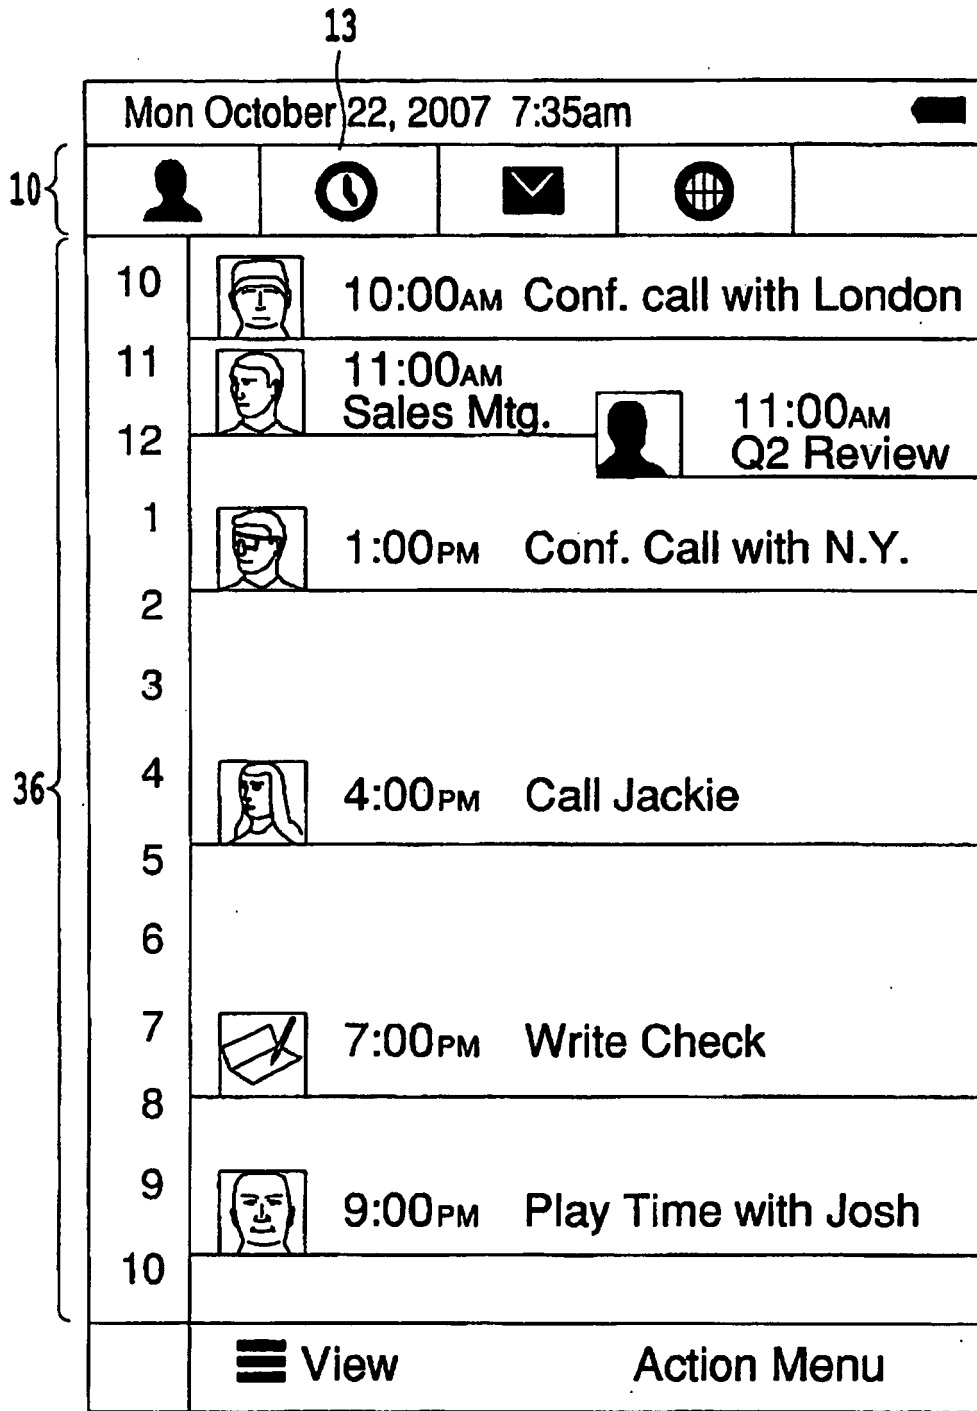 13
Mon October 22, 2007 7:35am
10
36
10
10:00AM Conf. call with London
11
11:00AM
Sales Mtg.
11:00AM
Q2 Review
12
1
1:00PM Conf. Call with N.Y.
2
3
4
4:00PM Call Jackie
5
6
7
7:00PM Write Check
8
9
9:00PM Play Time with Josh
10
View Action Menu